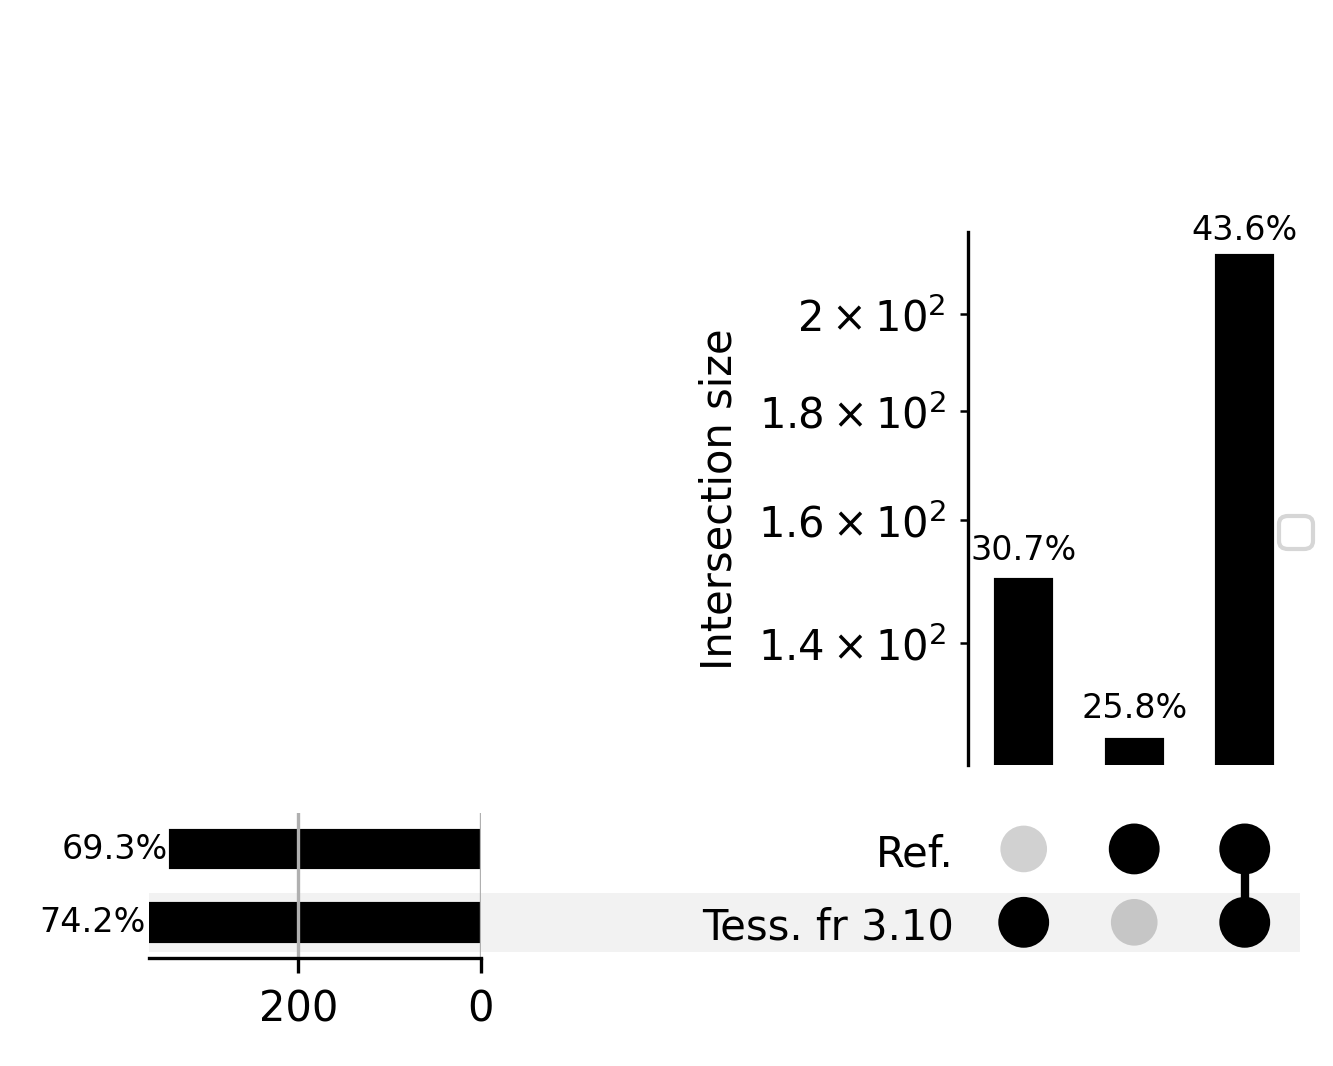 43.6%
2 × 10²
1.8 × 10²
1.6 × 10²
30.7%
1.4 × 10²
25.8%
Intersection size
69.3%
Ref.
74.2%
Tess. fr 3.10
200 0